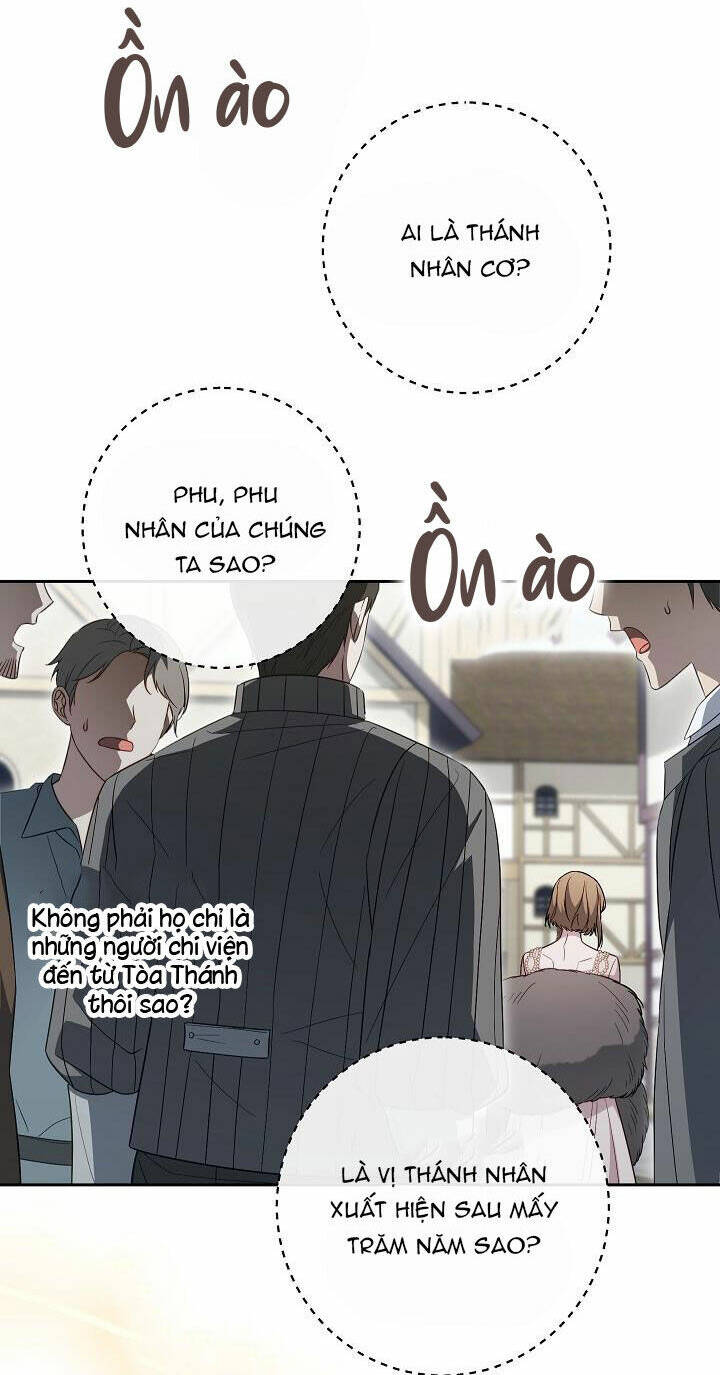 Ồn ào
AI LÀ THÁNH
NHÂN CƠ?
PHU, PHU
NHÂN CỦA CHÚNG
TA SAO?
Ồn ào
Không phải họ chỉ là
những người chi viện
đến từ Tòa Thánh
thôi sao?
LÀ VỊ THÁNH NHÂN
XUẤT HIỆN SAU MẤY
TRĂM NĂM SAO?